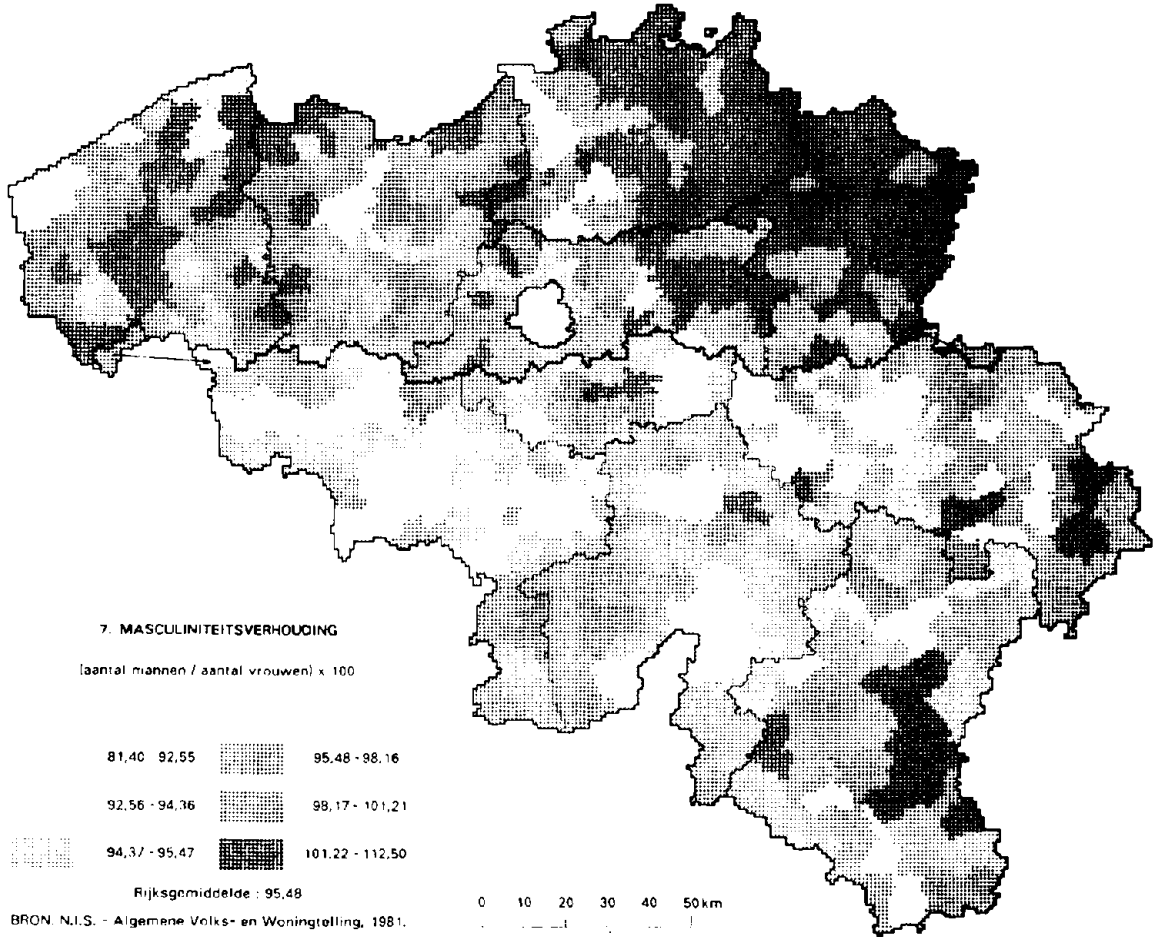 7. MASCULINITEITSVERHOUDING
(aantal mannen / aantal vrouwen) x 100
81,40 92,55 95,48 - 98,16
92,56 - 94,36 98,17 - 101,21
94,37 - 95,47 101,22 - 112,50
Rijksgemiddelde : 95,48
BRON. N.I.S. - Algemene Volks- en Woningtelling, 1981.
0 10 20 30 40 50 km